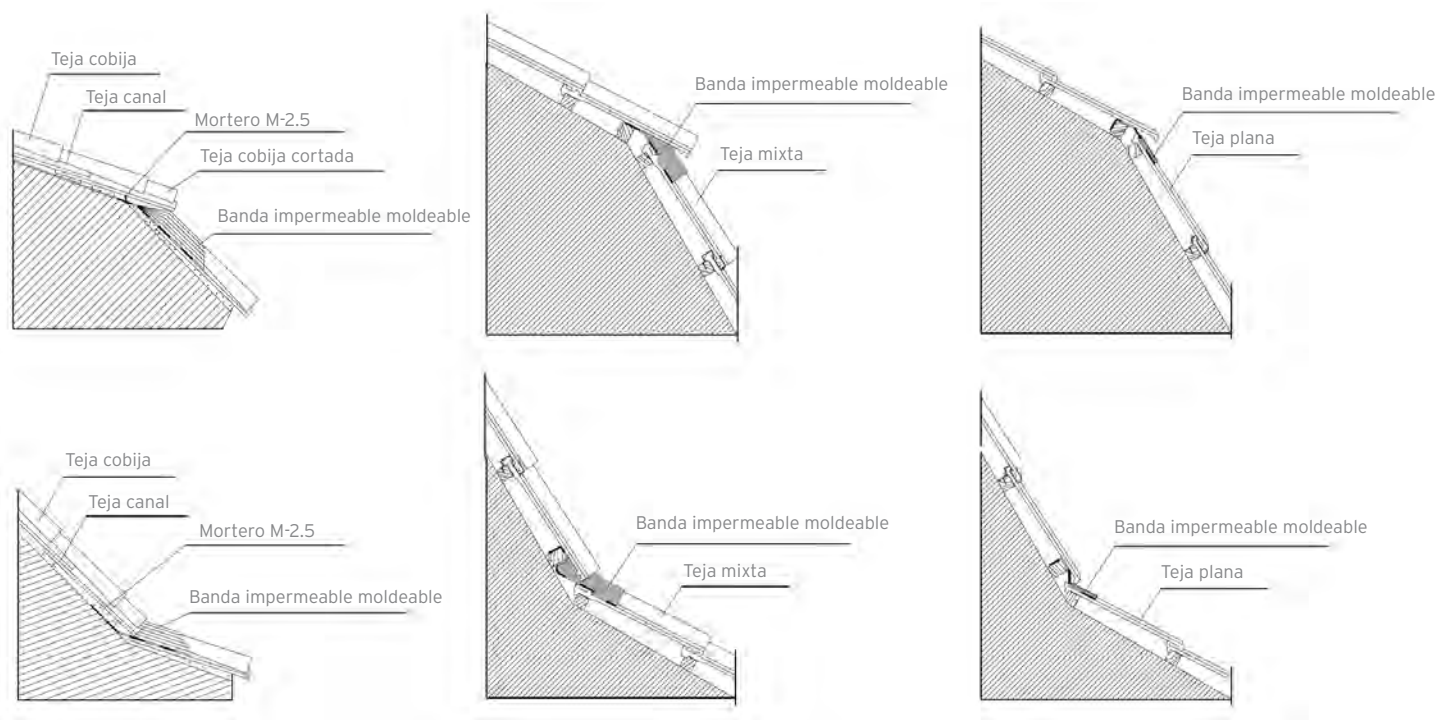 Teja cobija
Teja canal
Mortero M-2.5
Teja cobija cortada
Banda impermeable moldeable
Banda impermeable moldeable
Teja mixta
Banda impermeable moldeable
Teja plana
Teja cobija
Teja canal
Mortero M-2.5
Banda impermeable moldeable
Banda impermeable moldeable
Teja mixta
Banda impermeable moldeable
Teja plana